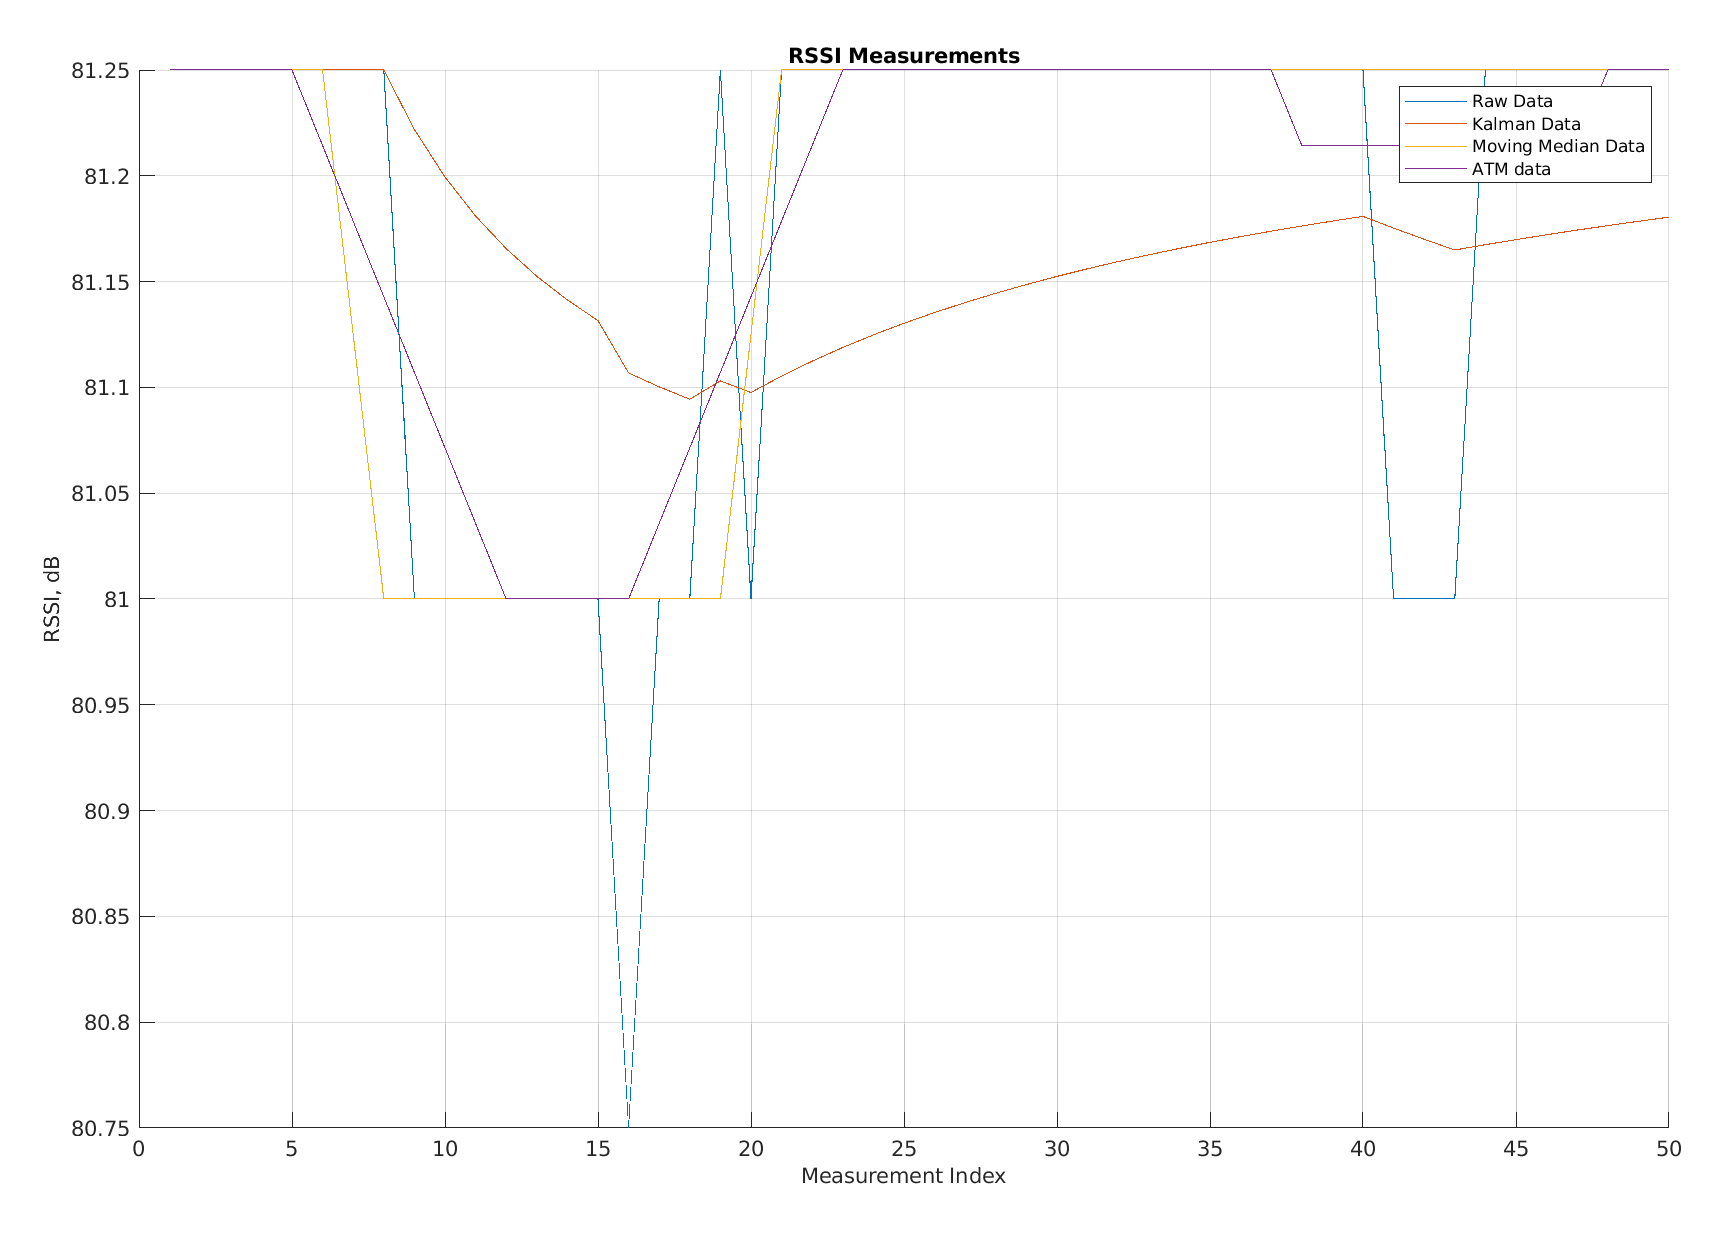 RSSI Measurements
81.25
81.2
81.15
81.1
81.05
81
80.95
80.9
80.85
80.8
80.75
RSSI, dB
Raw Data
Kalman Data
Moving Median Data
ATM data
0 5 10 15 20 25 30 35 40 45 50
Measurement Index